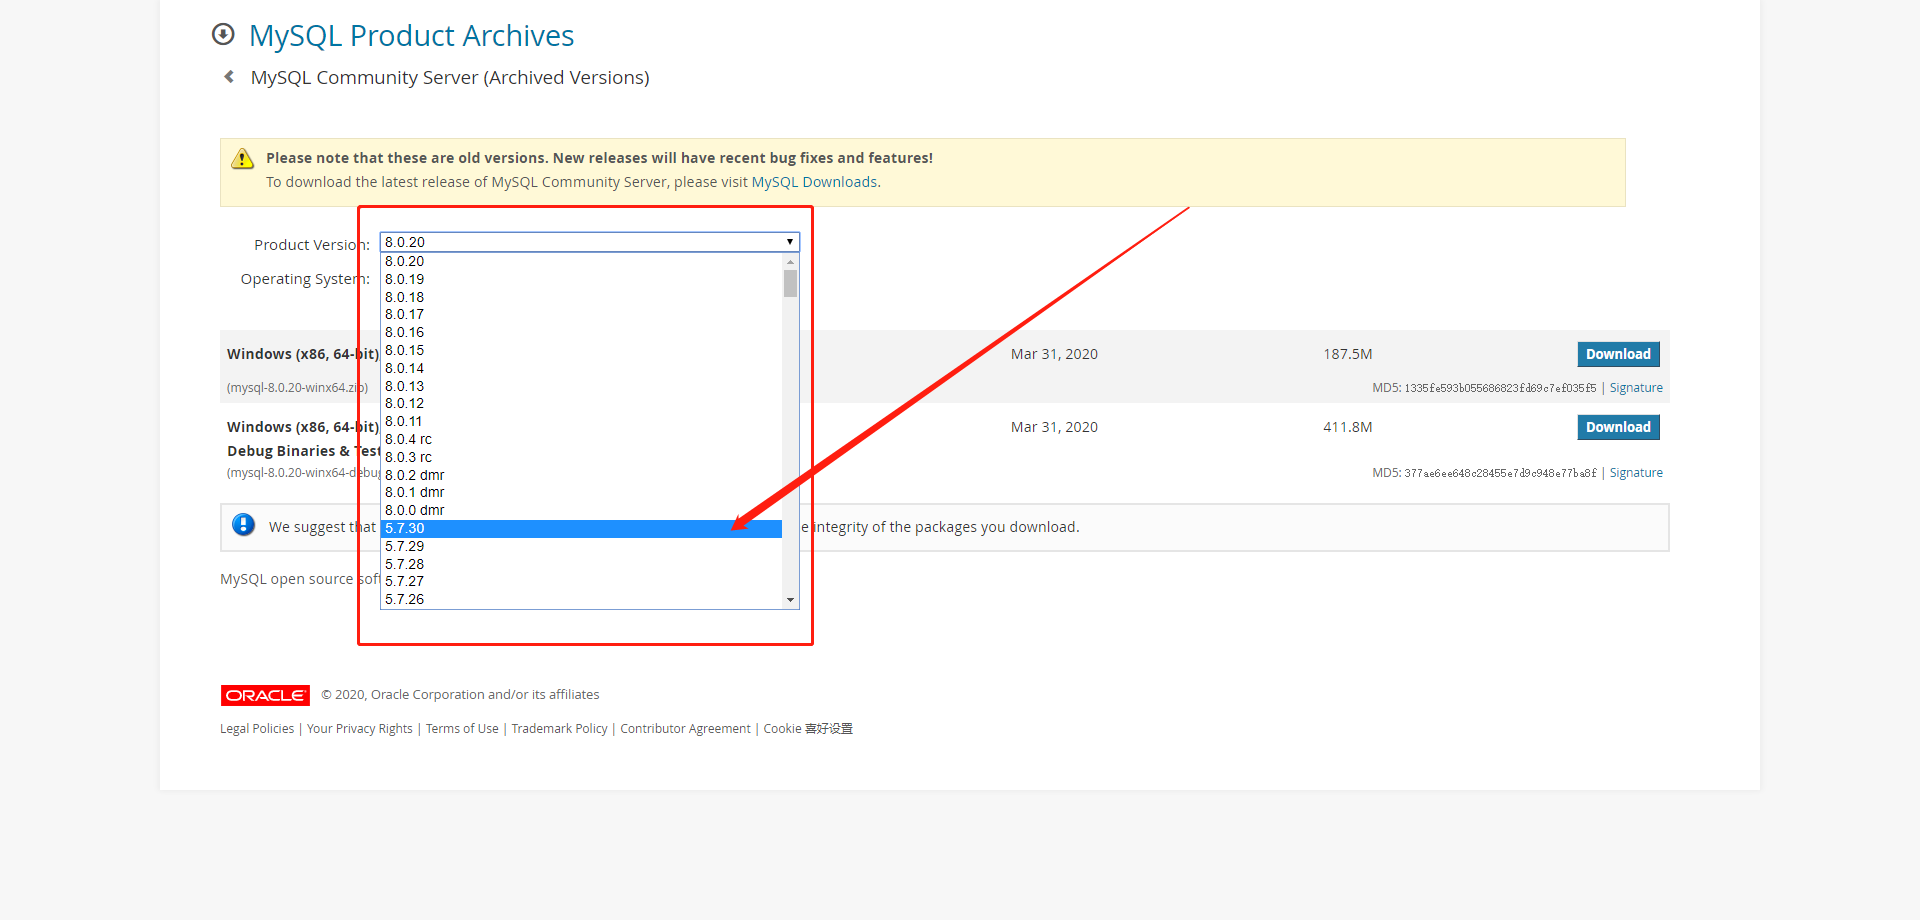 MySQL Product Archives
MySQL Community Server (Archived Versions)
Please note that these are old versions. New releases will have recent bug fixes and features!
To download the latest release of MySQL Community Server, please visit MySQL Downloads.
Product Version: 8.0.20
8.0.20
Operating System:
8.0.19
8.0.18
8.0.17
8.0.16
8.0.15
8.0.14
8.0.13
8.0.12
8.0.11
8.0.4 rc
8.0.3 rc
8.0.2 dmr
8.0.1 dmr
8.0.0 dmr
5.7.30
5.7.29
5.7.28
5.7.27
5.7.26
Windows (x86, 64-bit) Mar 31, 2020 187.5M Download
(mysql-8.0.20-winx64.zip) MD5: 1335fe593b055686823fd69c7ef035f5 | Signature
Windows (x86, 64-bit) Mar 31, 2020 411.8M Download
Debug Binaries & Test
(mysql-8.0.20-winx64-debug MD5: 377ae6ee648c28455e7d9c948e77ba8f | Signature
We suggest that integrity of the packages you download.
MySQL open source
ORACLE © 2020, Oracle Corporation and/or its affiliates
Legal Policies | Your Privacy Rights | Terms of Use | Trademark Policy | Contributor Agreement | Cookie 喜好设置